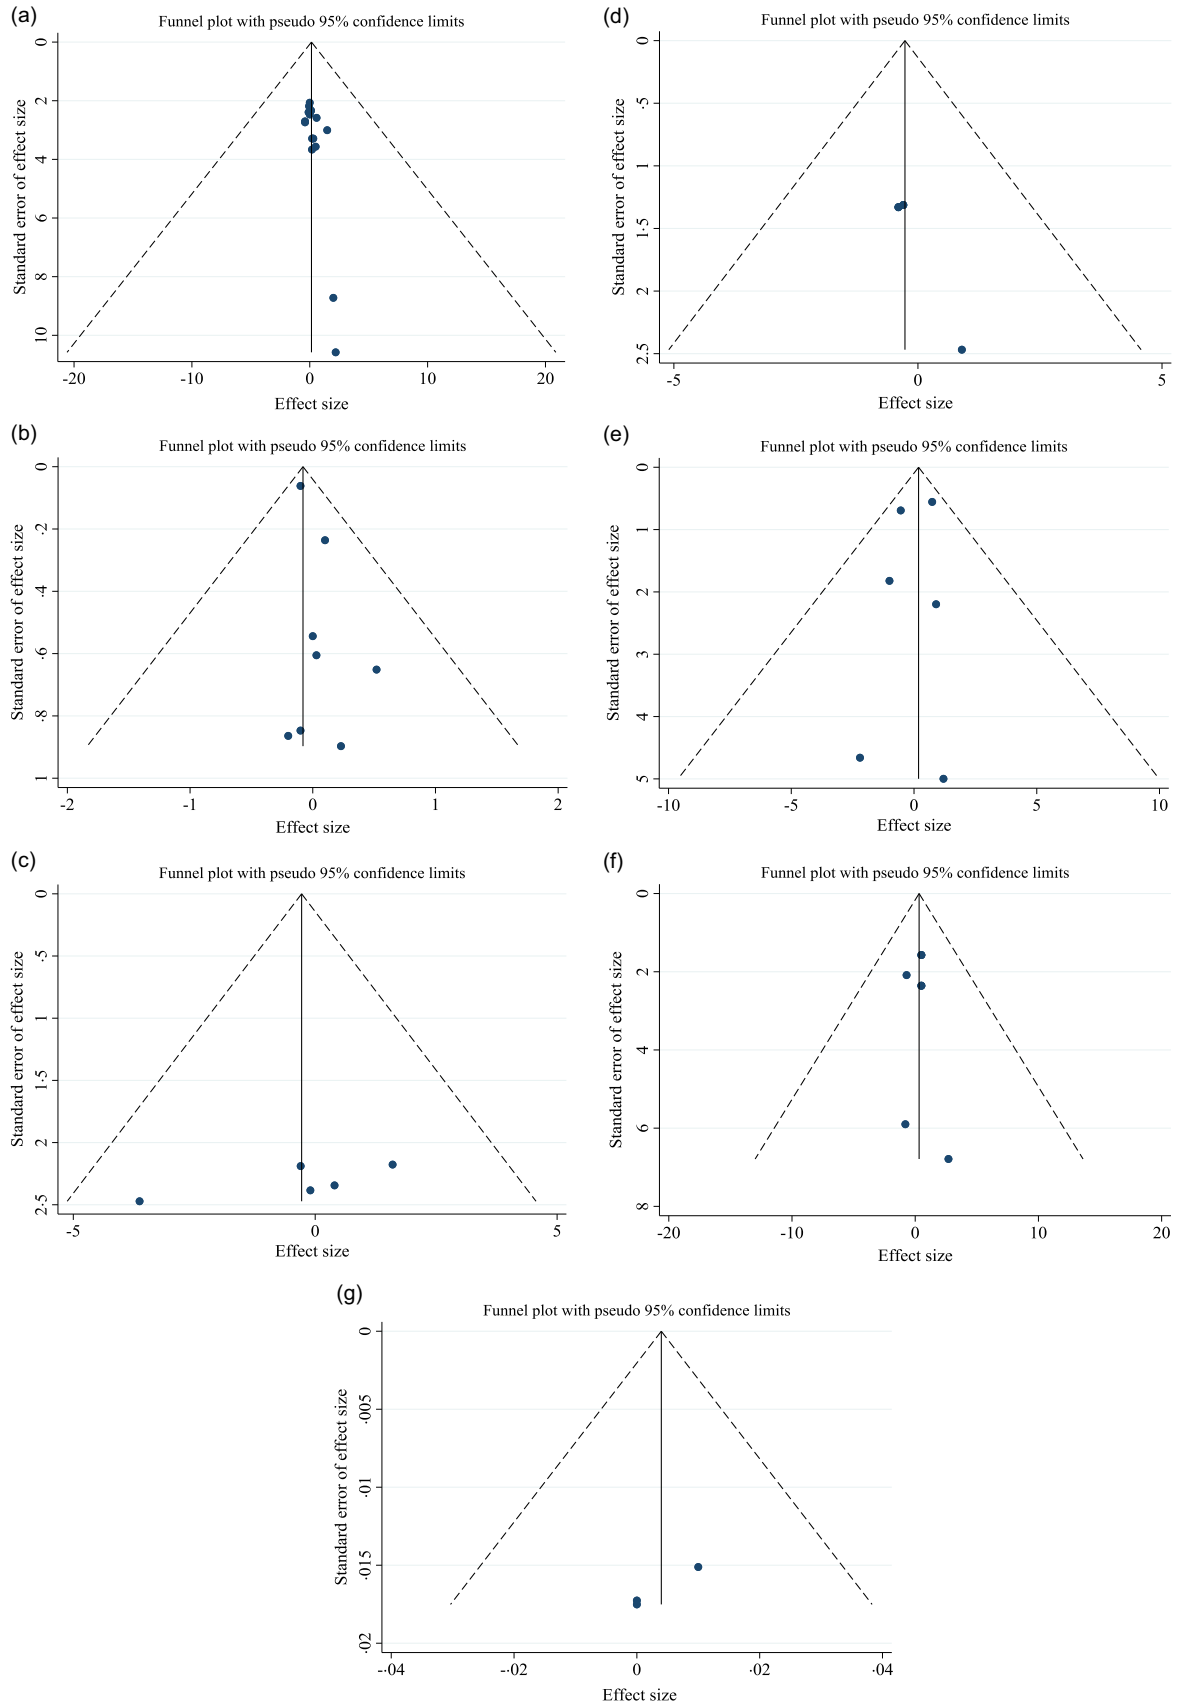 (a)
Funnel plot with pseudo 95% confidence limits
Standard error of effect size
0
2
4
6
8
10
-20
-10
0
10
20
Effect size
(d)
Funnel plot with pseudo 95% confidence limits
Standard error of effect size
0
·5
1
1·5
2
2.5
-5
0
5
Effect size
(b)
Funnel plot with pseudo 95% confidence limits
Standard error of effect size
0
·2
·4
·6
·8
1
-2
-1
0
1
2
Effect size
(e)
Funnel plot with pseudo 95% confidence limits
Standard error of effect size
0
1
2
3
4
5
-10
-5
0
5
10
Effect size
(c)
Funnel plot with pseudo 95% confidence limits
Standard error of effect size
0
·5
1
1·5
2
2·5
-5
0
5
Effect size
(f)
Funnel plot with pseudo 95% confidence limits
Standard error of effect size
0
2
4
6
8
-20
-10
0
10
20
Effect size
(g)
Funnel plot with pseudo 95% confidence limits
Standard error of effect size
0
·005
·01
·015
·02
-·04
-·02
0
·02
·04
Effect size